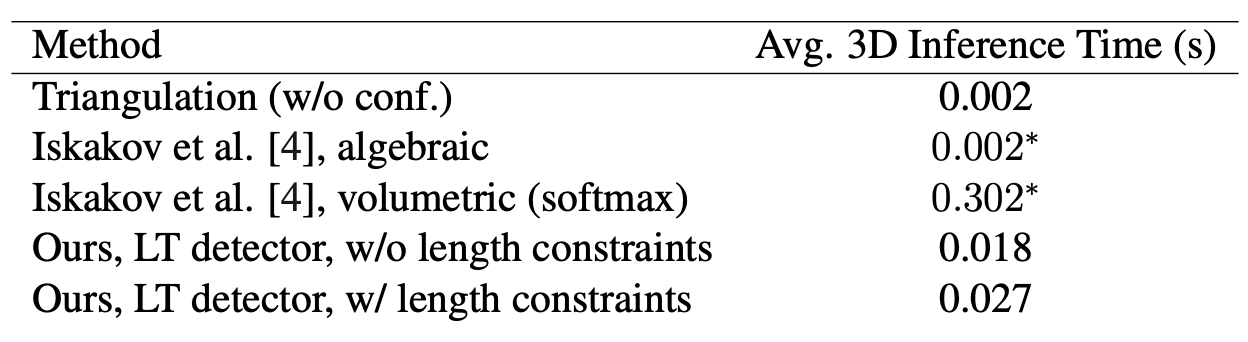 Method Avg. 3D Inference Time (s)
Triangulation (w/o conf.) 0.002
Iskakov et al. [4], algebraic 0.002*
Iskakov et al. [4], volumetric (softmax) 0.302*
Ours, LT detector, w/o length constraints 0.018
Ours, LT detector, w/ length constraints 0.027